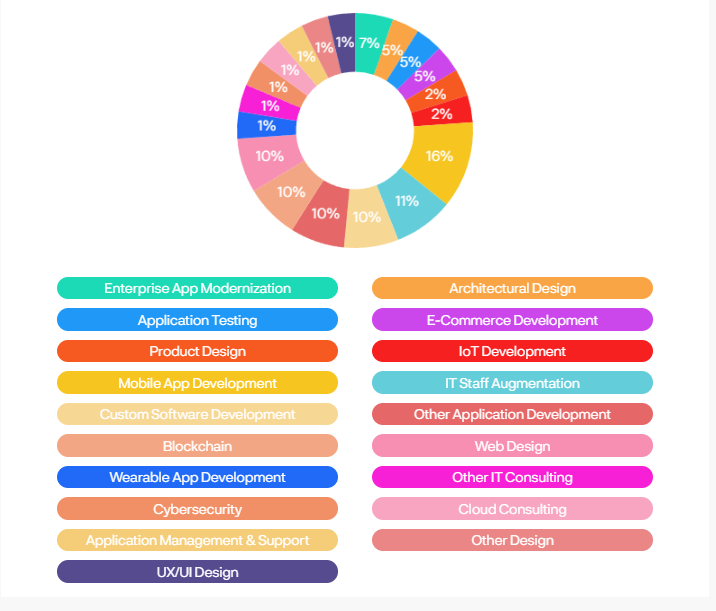 7%
5%
5%
5%
2%
2%
16%
11%
10%
10%
10%
10%
1%
1%
1%
1%
1%
1%
1%
Enterprise App Modernization
Architectural Design
Application Testing
E-Commerce Development
Product Design
IoT Development
Mobile App Development
IT Staff Augmentation
Custom Software Development
Other Application Development
Blockchain
Web Design
Wearable App Development
Other IT Consulting
Cybersecurity
Cloud Consulting
Application Management & Support
Other Design
UX/UI Design